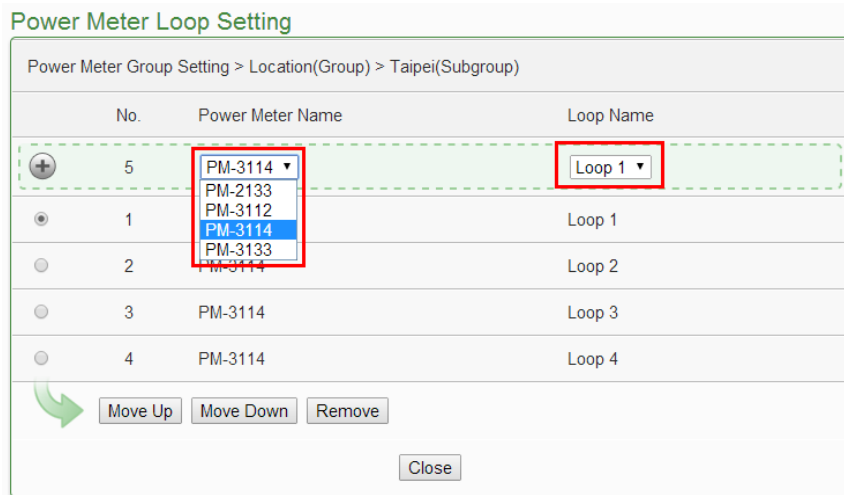 Power Meter Loop Setting
Power Meter Group Setting > Location(Group) > Taipei(Subgroup)
No. Power Meter Name Loop Name
5 PM-3114 Loop 1
PM-2133
PM-3112
PM-3114
PM-3133
1 Loop 1
2 PM-3114 Loop 2
3 PM-3114 Loop 3
4 PM-3114 Loop 4
Move Up Move Down Remove
Close